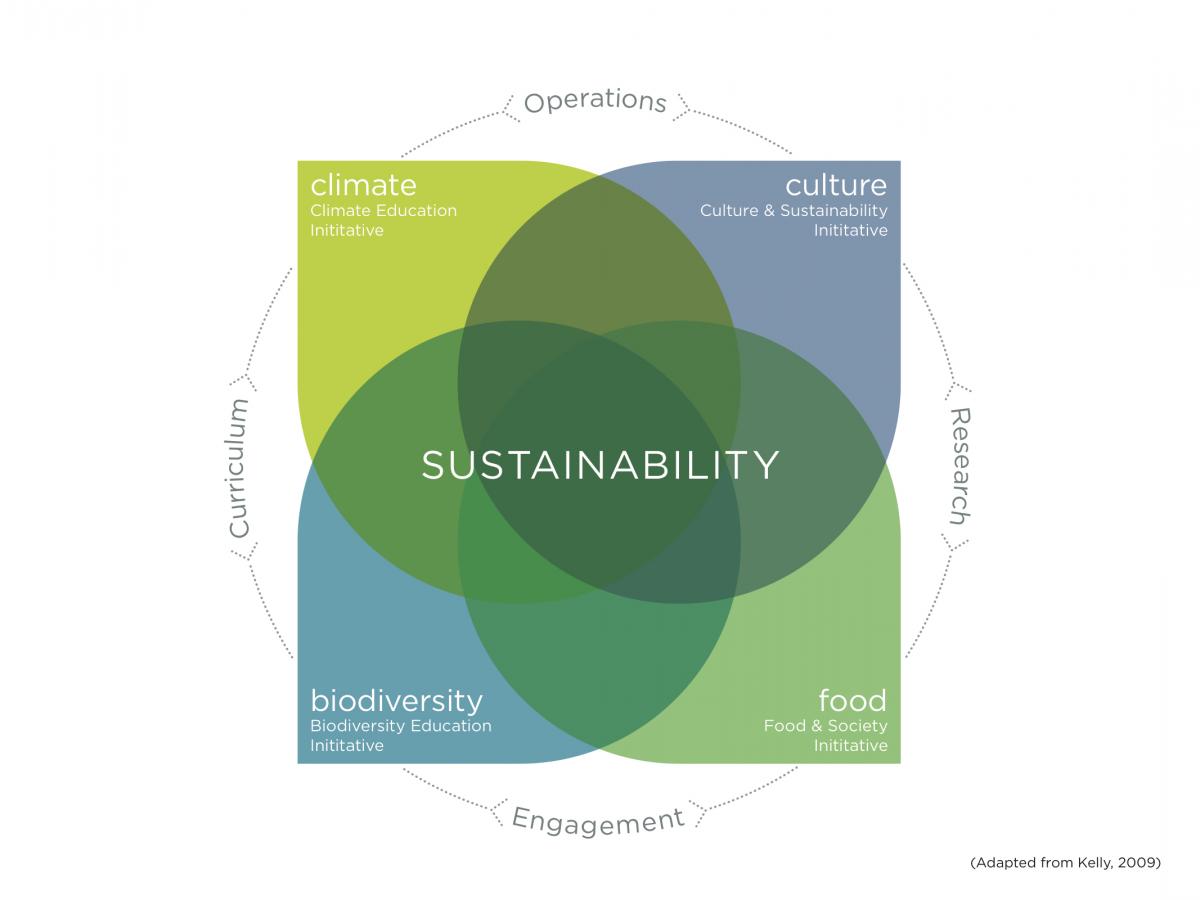 Operations
climate
Climate Education
Inititative
culture
Culture & Sustainability
Inititative
Curriculum
SUSTAINABILITY
Research
biodiversity
Biodiversity Education
Inititative
food
Food & Society
Inititative
Engagement
(Adapted from Kelly, 2009)